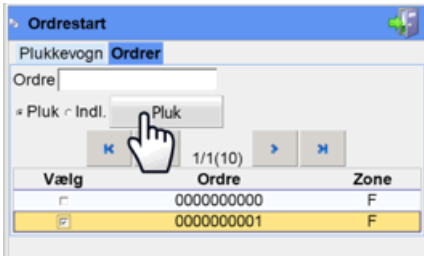 Ordrestart
Plukkevogn Ordrer
Ordre
Pluk Indl. Pluk
1/1(10)
Vælg Ordre Zone
0000000000 F
0000000001 F